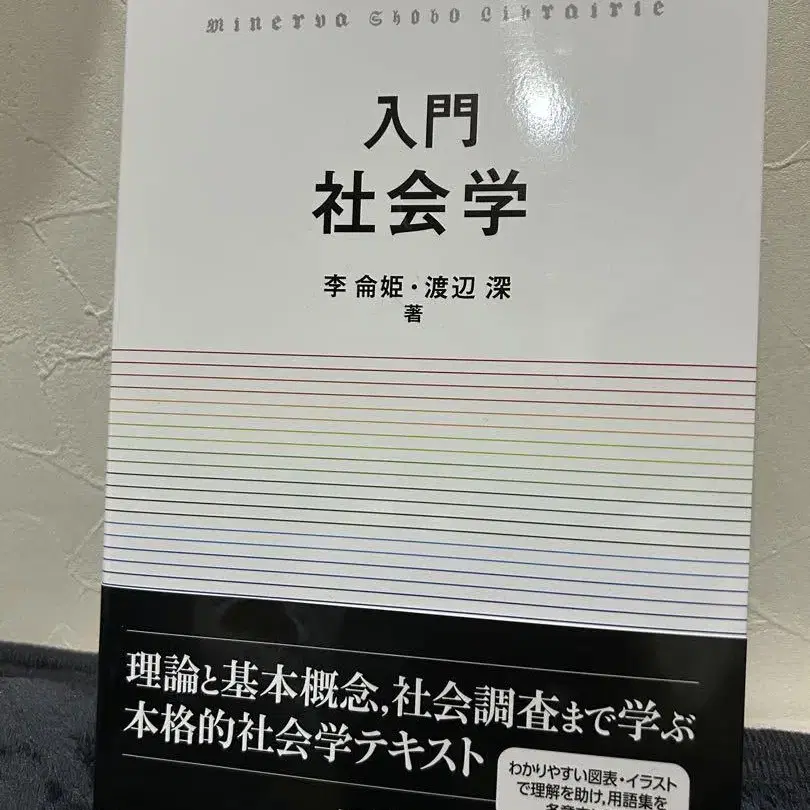 Minerva Shobo Librairie
入門
社会学
李 侖姫・渡辺 深
著
理論と基本概念,社会調査まで学ぶ
本格的社会学テキスト
わかりやすい図表・イラスト
で理解を助け,用語集を